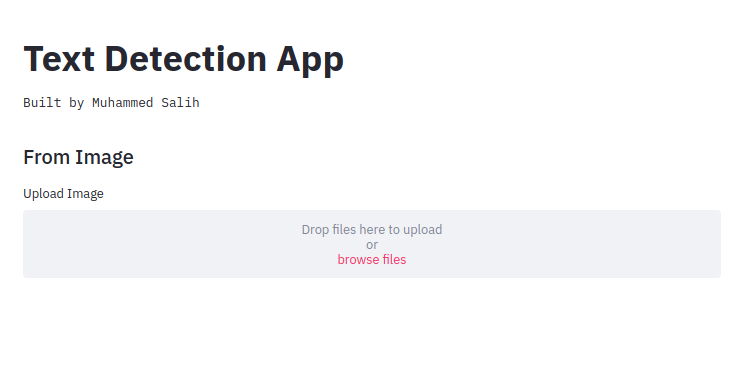 Text Detection App
Built by Muhammed Salih
From Image
Upload Image
Drop files here to upload
or
browse files